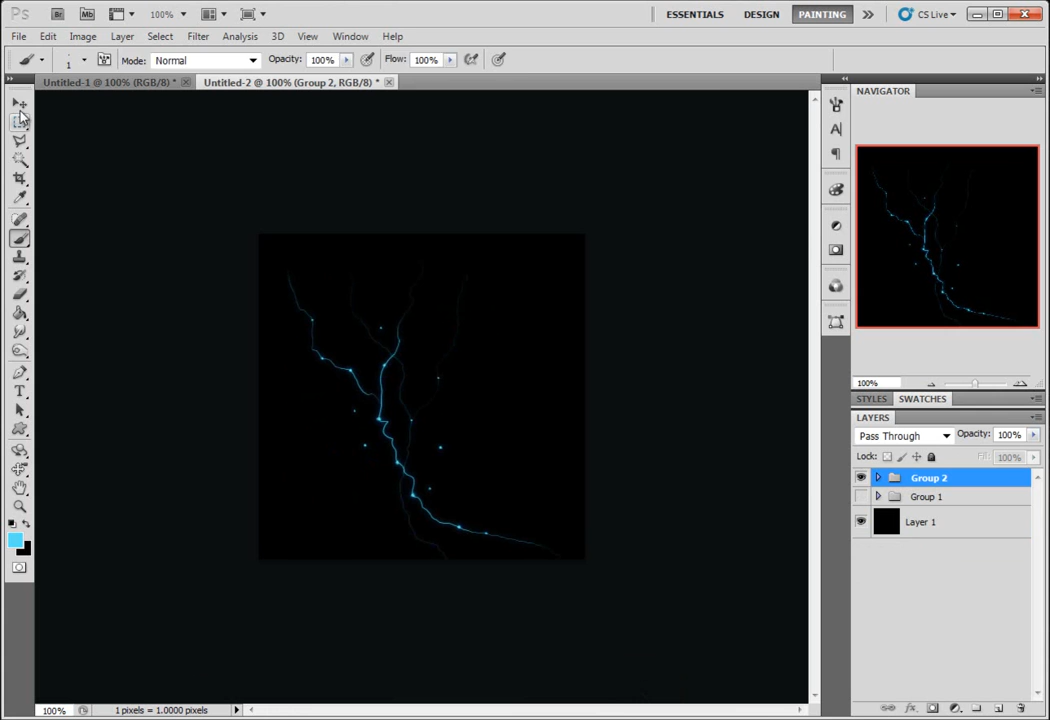 Ps Br Mb 100% ESSENTIALS DESIGN PAINTING CS Live
File Edit Image Layer Select Filter Analysis 3D View Window Help
1 Mode: Normal Opacity: 100% Flow: 100%
Untitled-1 @ 100% (RGB/8) * Untitled-2 @ 100% (Group 2, RGB/8) *
NAVIGATOR
100%
STYLES SWATCHES
LAYERS
Pass Through Opacity: 100%
Lock: Fill: 100%
Group 2
Group 1
Layer 1
100% 1 pixels = 1.0000 pixels